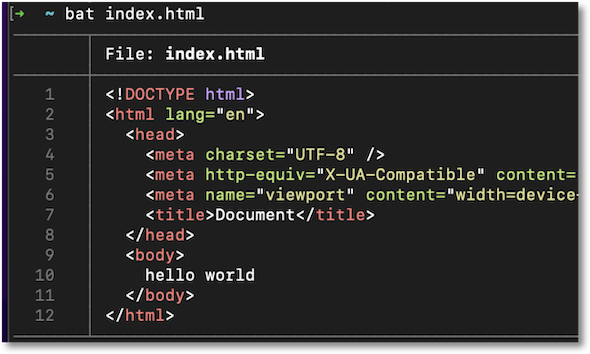 [➜ ~ bat index.html
File: index.html
1 <!DOCTYPE html>
2 <html lang="en">
3 <head>
4 <meta charset="UTF-8" />
5 <meta http-equiv="X-UA-Compatible" content=
6 <meta name="viewport" content="width=device-
7 <title>Document</title>
8 </head>
9 <body>
10 hello world
11 </body>
12 </html>